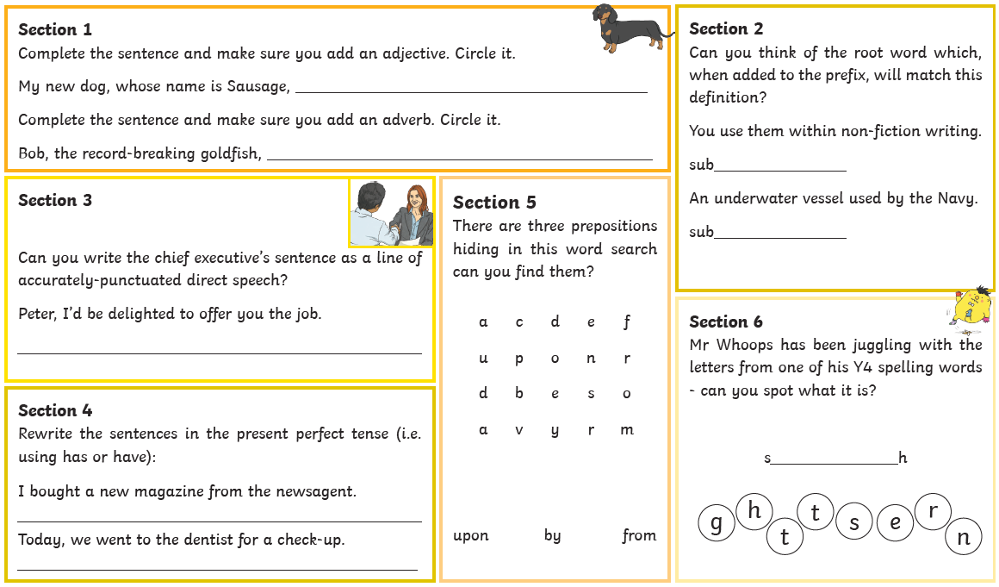 Section 1
Complete the sentence and make sure you add an adjective. Circle it.
My new dog, whose name is Sausage, ____________________
Complete the sentence and make sure you add an adverb. Circle it.
Bob, the record-breaking goldfish, ____________________
Section 2
Can you think of the root word which,
when added to the prefix, will match this
definition?
You use them within non-fiction writing.
sub_______________
An underwater vessel used by the Navy.
sub_______________
Section 3
Can you write the chief executive's sentence as a line of
accurately-punctuated direct speech?
Peter, I'd be delighted to offer you the job.
Section 4
Rewrite the sentences in the present perfect tense (i.e.
using has or have):
I bought a new magazine from the newsagent.
Today, we went to the dentist for a check-up.
Section 5
There are three prepositions
hiding in this word search
can you find them?
a c d e f
u p o n r
d b e s o
a v y r m
upon by from
Section 6
Mr Whoops has been juggling with the
letters from one of his Y4 spelling words
- can you spot what it is?
s_______________h
g h t t s e r n